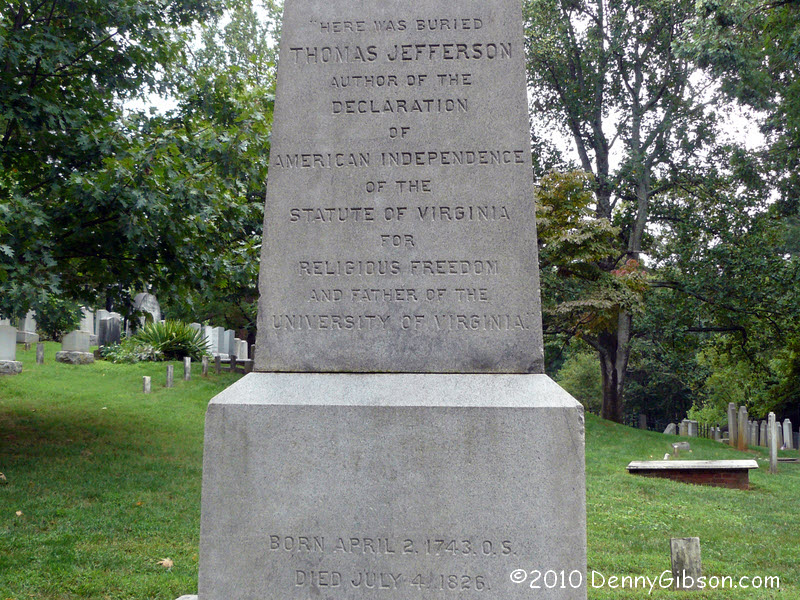 "HERE WAS BURIED
THOMAS JEFFERSON
AUTHOR OF THE
DECLARATION
OF
AMERICAN INDEPENDENCE
OF THE
STATUTE OF VIRGINIA
FOR
RELIGIOUS FREEDOM
AND FATHER OF THE
UNIVERSITY OF VIRGINIA."
BORN APRIL 2. 1743. O.S.
DIED JULY 4. 1826.
©2010 DennyGibson.com